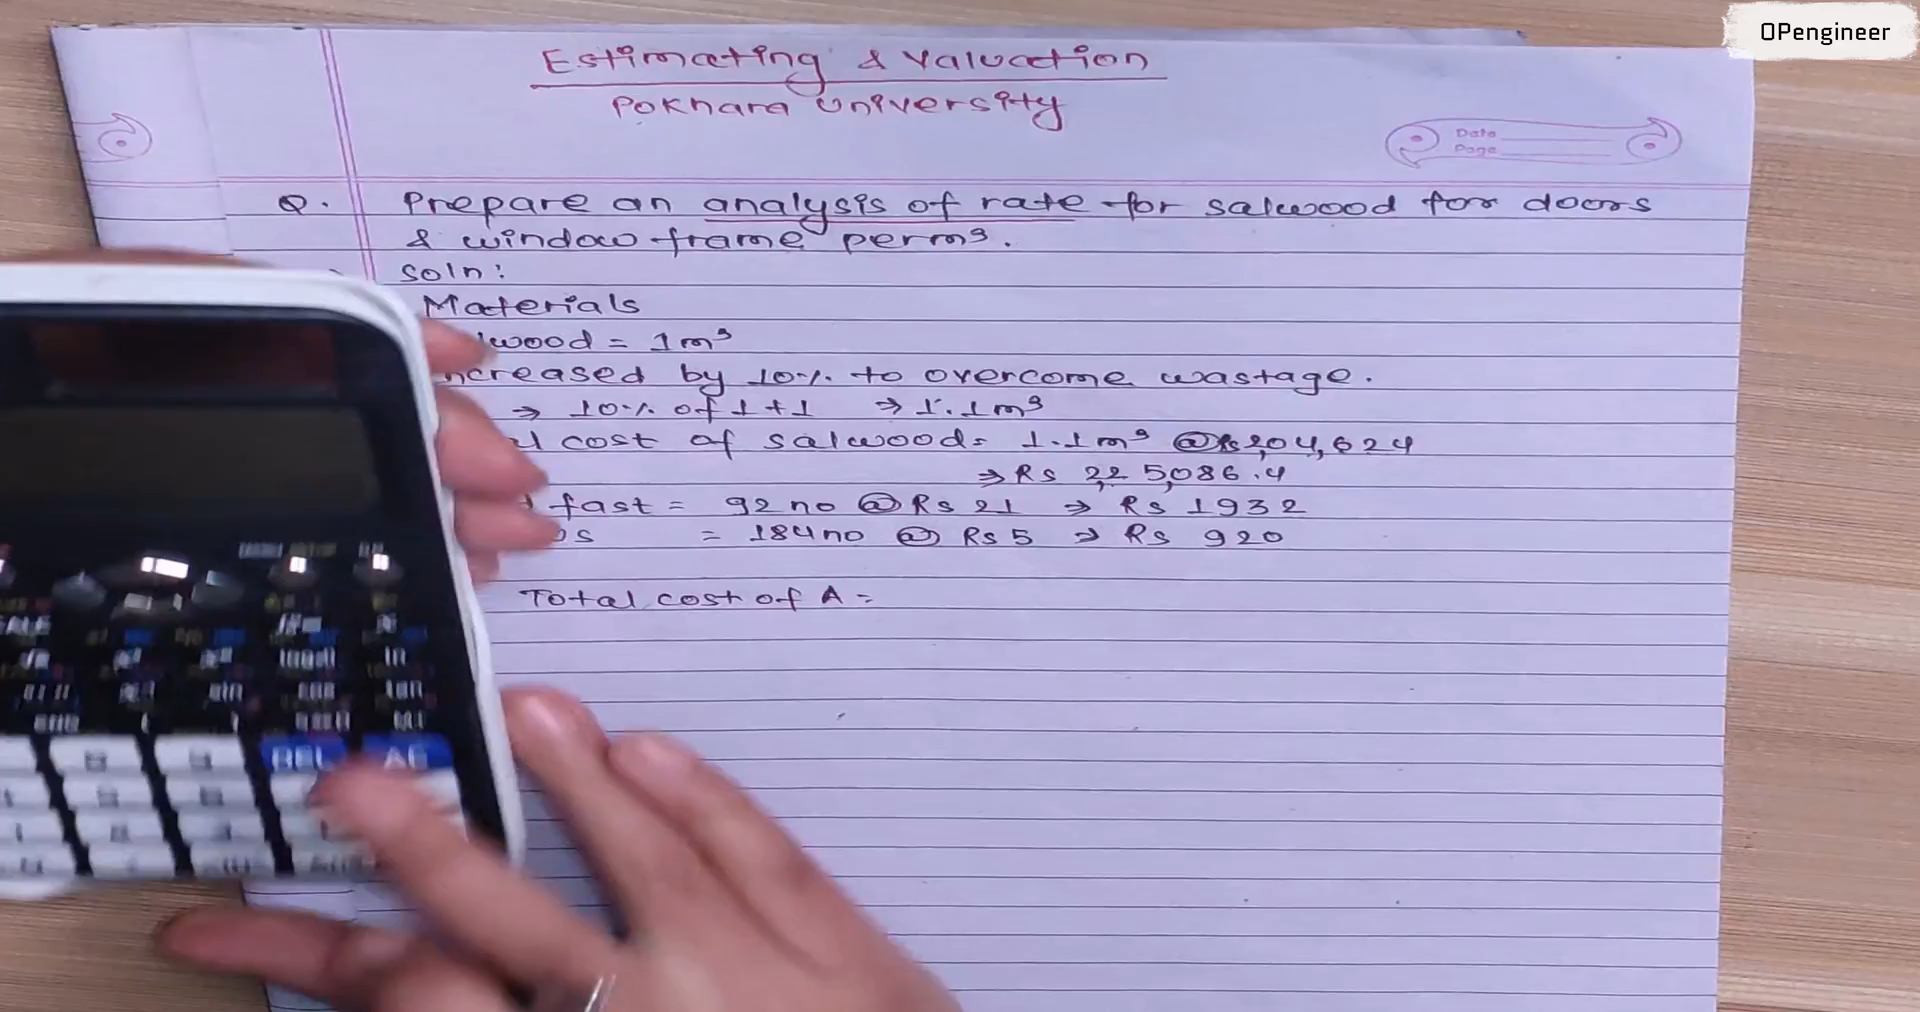 OPengineer
Estimating & Valuation
Pokhara University
Date
Page
Q. Prepare an analysis of rate for salwood for doors
& window frame per m³.
Soln:
Materials
lwood = 1m³
ncreased by 10% to overcome wastage.
⇒ 10% of 1 + 1 ⇒ 1.1m³
l cost of salwood = 1.1m³ @Rs 2,04,624
⇒ Rs 2,25,086.4
d fast = 92 no @ Rs 21 ⇒ Rs 1932
= 184 no @ Rs 5 ⇒ Rs 920
Total cost of A =